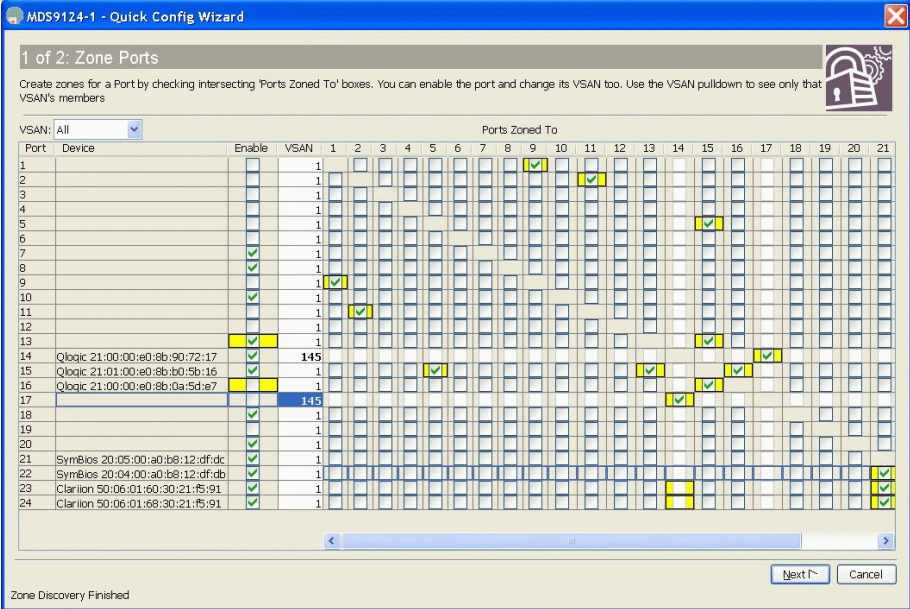 MDS9124-1 - Quick Config Wizard
1 of 2: Zone Ports
Create zones for a Port by checking intersecting 'Ports Zoned To' boxes. You can enable the port and change its VSAN too. Use the VSAN pulldown to see only that
VSAN's members
VSAN: All Ports Zoned To
Port Device Enable VSAN 1 2 3 4 5 6 7 8 9 10 11 12 13 14 15 16 17 18 19 20 21
1 1
2 1
3 1
4 1
5 1
6 1
7 1
8 1
9 1
10 1
11 1
12 1
13 1
14 Qlogic 21:00:00:e0:8b:90:72:17 145
15 Qlogic 21:01:00:e0:8b:b0:5b:16 1
16 Qlogic 21:00:00:e0:8b:0a:5d:e7 1
17 145
18 1
19 1
20 1
21 SymBios 20:05:00:a0:b8:12:df:dc 1
22 SymBios 20:04:00:a0:b8:12:df:db 1
23 Clariion 50:06:01:60:30:21:f5:91 1
24 Clariion 50:06:01:68:30:21:f5:91 1
Next Cancel
Zone Discovery Finished